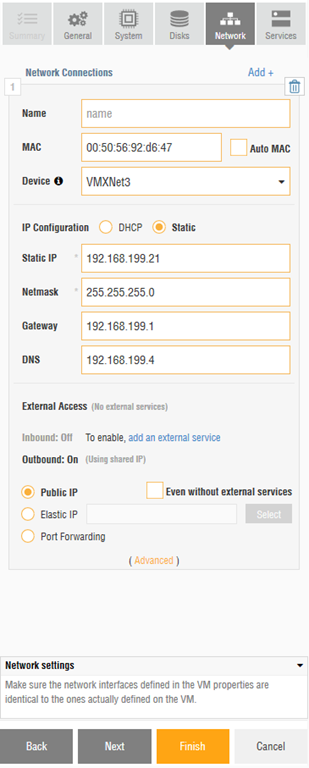 Summary General System Disks Network Services
Network Connections Add +
1
Name name
MAC 00:50:56:92:d6:47 Auto MAC
Device VMXNet3
IP Configuration DHCP Static
Static IP * 192.168.199.21
Netmask * 255.255.255.0
Gateway 192.168.199.1
DNS 192.168.199.4
External Access (No external services)
Inbound: Off To enable, add an external service
Outbound: On (Using shared IP)
Public IP Even without external services
Elastic IP Select
Port Forwarding
( Advanced )
Network settings
Make sure the network interfaces defined in the VM properties are
identical to the ones actually defined on the VM.
Back Next Finish Cancel